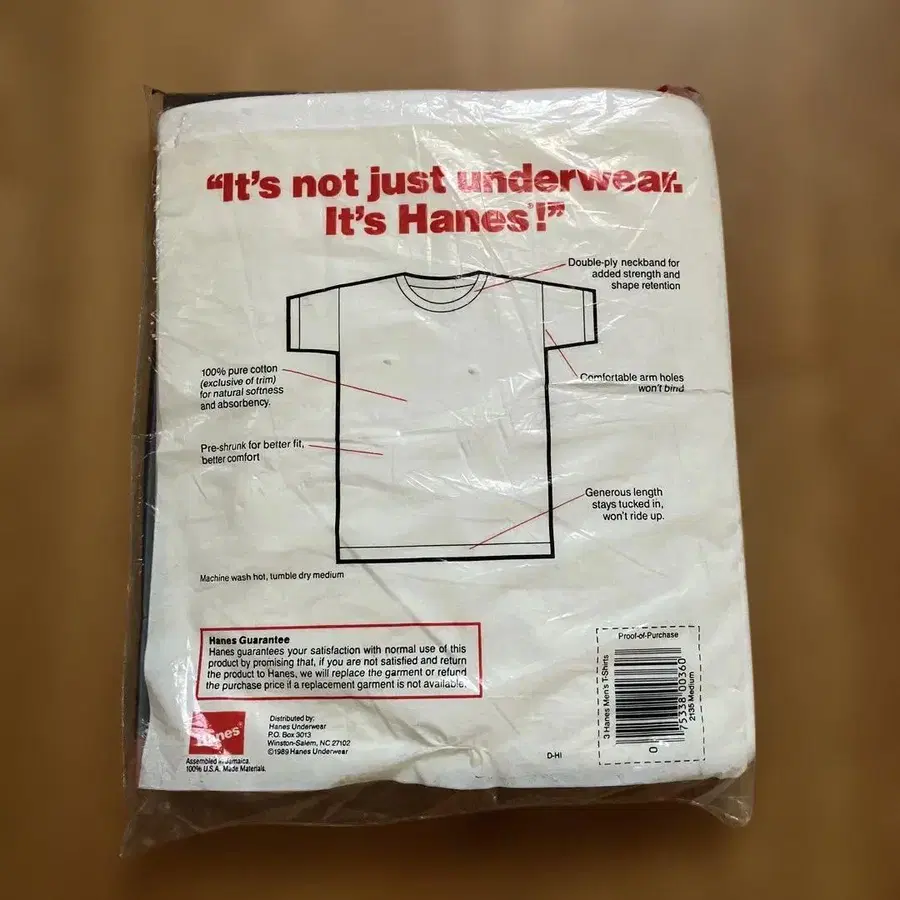 “It’s not just underwear.
It’s Hanes®!”
Double-ply neckband for
added strength and
shape retention
100% pure cotton
(exclusive of trim)
for natural softness
and absorbency.
Comfortable arm holes
won’t bind
Pre-shrunk for better fit,
better comfort
Generous length
stays tucked in,
won’t ride up.
Machine wash hot, tumble dry medium
Hanes Guarantee
Hanes guarantees your satisfaction with normal use of this
product by promising that, if you are not satisfied and return
the product to Hanes, we will replace the garment or refund
the purchase price if a replacement garment is not available.
Proof-of-Purchase
3 Hanes Men’s T-Shirts
0 75338 00360
2135 Medium
Hanes®
Distributed by:
Hanes Underwear
P.O. Box 3013
Winston-Salem, NC 27102
©1989 Hanes Underwear
D-HI
Assembled in Jamaica.
100% U.S.A. Made Materials.